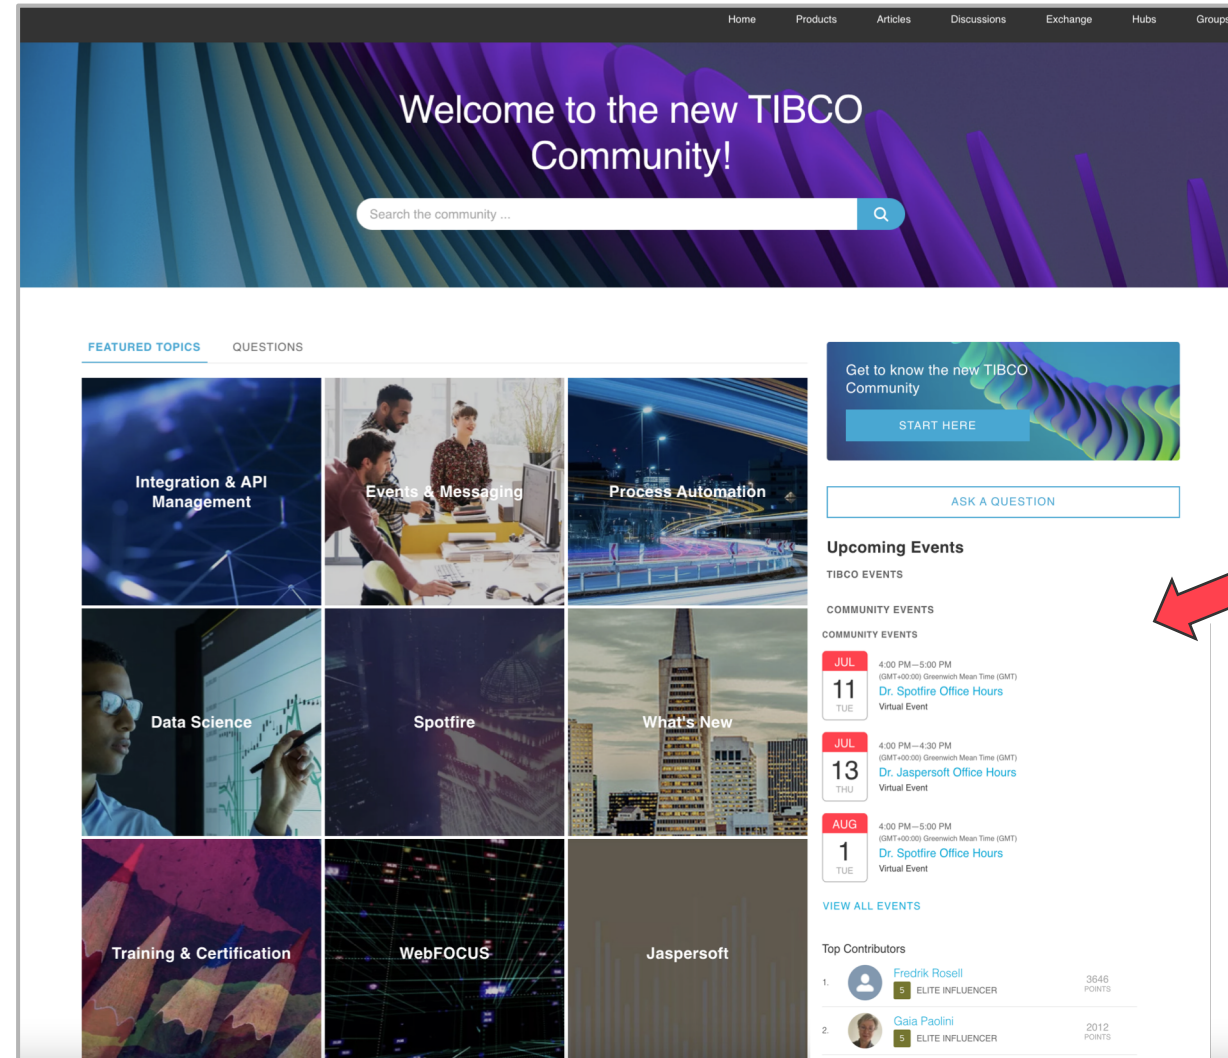 Home Products Articles Discussions Exchange Hubs Groups
Welcome to the new TIBCO
Community!
Search the community ...
FEATURED TOPICS QUESTIONS
Integration & API
Management
Events & Messaging
Process Automation
Data Science
Spotfire
What's New
Training & Certification
WebFOCUS
Jaspersoft
Get to know the new TIBCO
Community
START HERE
ASK A QUESTION
Upcoming Events
TIBCO EVENTS
COMMUNITY EVENTS
COMMUNITY EVENTS
JUL
11
TUE
4:00 PM—5:00 PM
(GMT+00:00) Greenwich Mean Time (GMT)
Dr. Spotfire Office Hours
Virtual Event
JUL
13
THU
4:00 PM—4:30 PM
(GMT+00:00) Greenwich Mean Time (GMT)
Dr. Jaspersoft Office Hours
Virtual Event
AUG
1
TUE
4:00 PM—5:00 PM
(GMT+00:00) Greenwich Mean Time (GMT)
Dr. Spotfire Office Hours
Virtual Event
VIEW ALL EVENTS
Top Contributors
1.
Fredrik Rosell
5 ELITE INFLUENCER
3646
POINTS
2.
Gaia Paolini
5 ELITE INFLUENCER
2012
POINTS